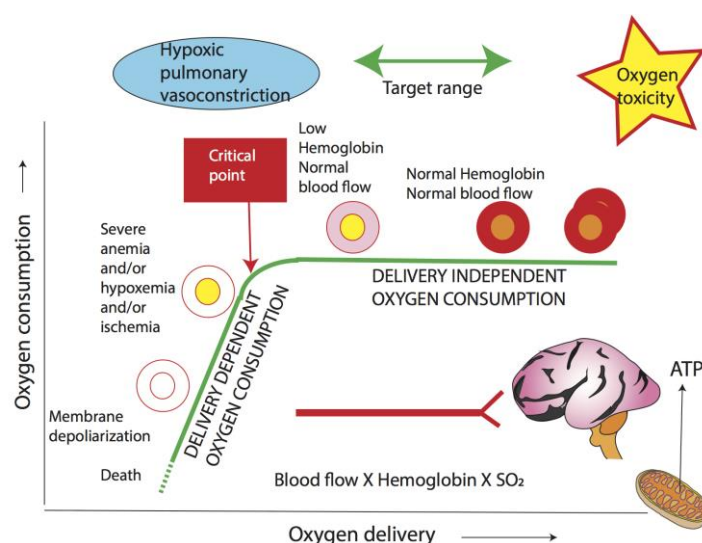 Hypoxic
pulmonary
vasoconstriction
Target range
Oxygen
toxicity
Critical
point
Low
Hemoglobin
Normal
blood flow
Normal Hemoglobin
Normal blood flow
Severe
anemia
and/or
hypoxemia
and/or
ischemia
DELIVERY INDEPENDENT
OXYGEN CONSUMPTION
DELIVERY DEPENDENT
OXYGEN CONSUMPTION
Membrane
depoliarization
Death
ATP
Blood flow X Hemoglobin X SO₂
Oxygen consumption
Oxygen delivery